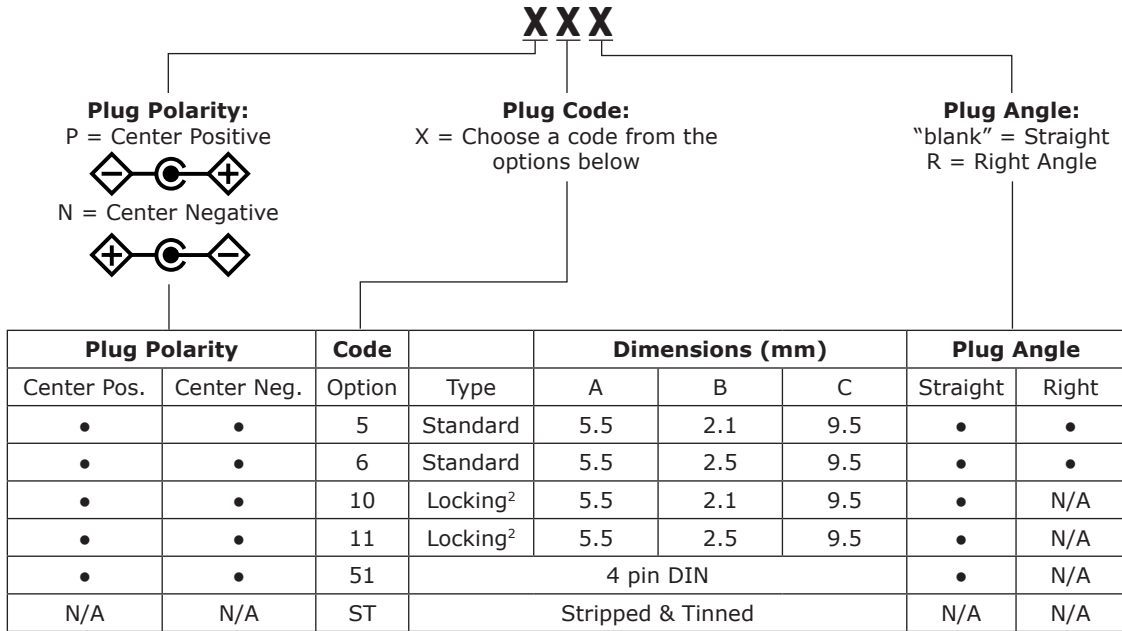 X X X
Plug Polarity:
P = Center Positive
N = Center Negative
Plug Code:
X = Choose a code from the
options below
Plug Angle:
“blank” = Straight
R = Right Angle
Plug Polarity Code Dimensions (mm) Plug Angle
Center Pos. Center Neg. Option Type A B C Straight Right
● ● 5 Standard 5.5 2.1 9.5 ● ●
● ● 6 Standard 5.5 2.5 9.5 ● ●
● ● 10 Locking² 5.5 2.1 9.5 ● N/A
● ● 11 Locking² 5.5 2.5 9.5 ● N/A
● ● 51 4 pin DIN ● N/A
N/A N/A ST Stripped & Tinned N/A N/A